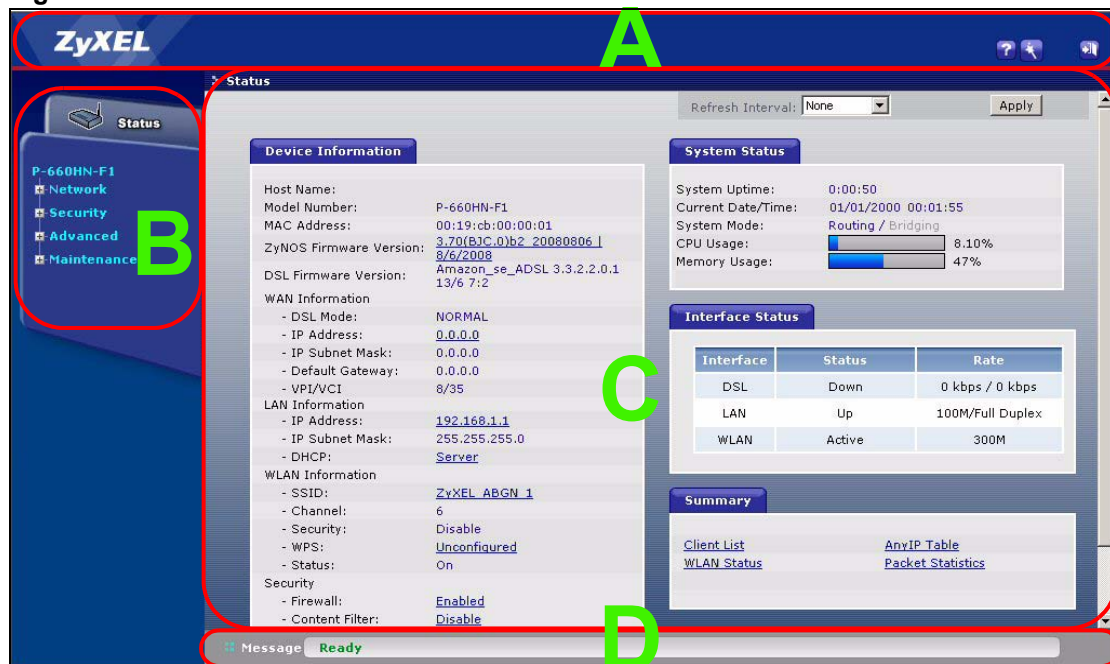 ZyXEL
A
Status
Status
Refresh Interval: None Apply
P-660HN-F1
Network
Security
Advanced
Maintenance
B
Device Information
Host Name:
Model Number: P-660HN-F1
MAC Address: 00:19:cb:00:00:01
ZyNOS Firmware Version: 3.70(BJC.0)b2_20080806 |
8/6/2008
DSL Firmware Version: Amazon_se_ADSL 3.3.2.2.0.1
13/6 7:2
WAN Information
- DSL Mode: NORMAL
- IP Address: 0.0.0.0
- IP Subnet Mask: 0.0.0.0
- Default Gateway: 0.0.0.0
- VPI/VCI 8/35
LAN Information
- IP Address: 192.168.1.1
- IP Subnet Mask: 255.255.255.0
- DHCP: Server
WLAN Information
- SSID: ZyXEL_ABGN_1
- Channel: 6
- Security: Disable
- WPS: Unconfigured
- Status: On
Security
- Firewall: Enabled
- Content Filter: Disable
System Status
System Uptime: 0:00:50
Current Date/Time: 01/01/2000 00:01:55
System Mode: Routing / Bridging
CPU Usage: 8.10%
Memory Usage: 47%
Interface Status
Interface Status Rate
DSL Down 0 kbps / 0 kbps
LAN Up 100M/Full Duplex
WLAN Active 300M
C
Summary
Client List AnyIP Table
WLAN Status Packet Statistics
D
Message Ready